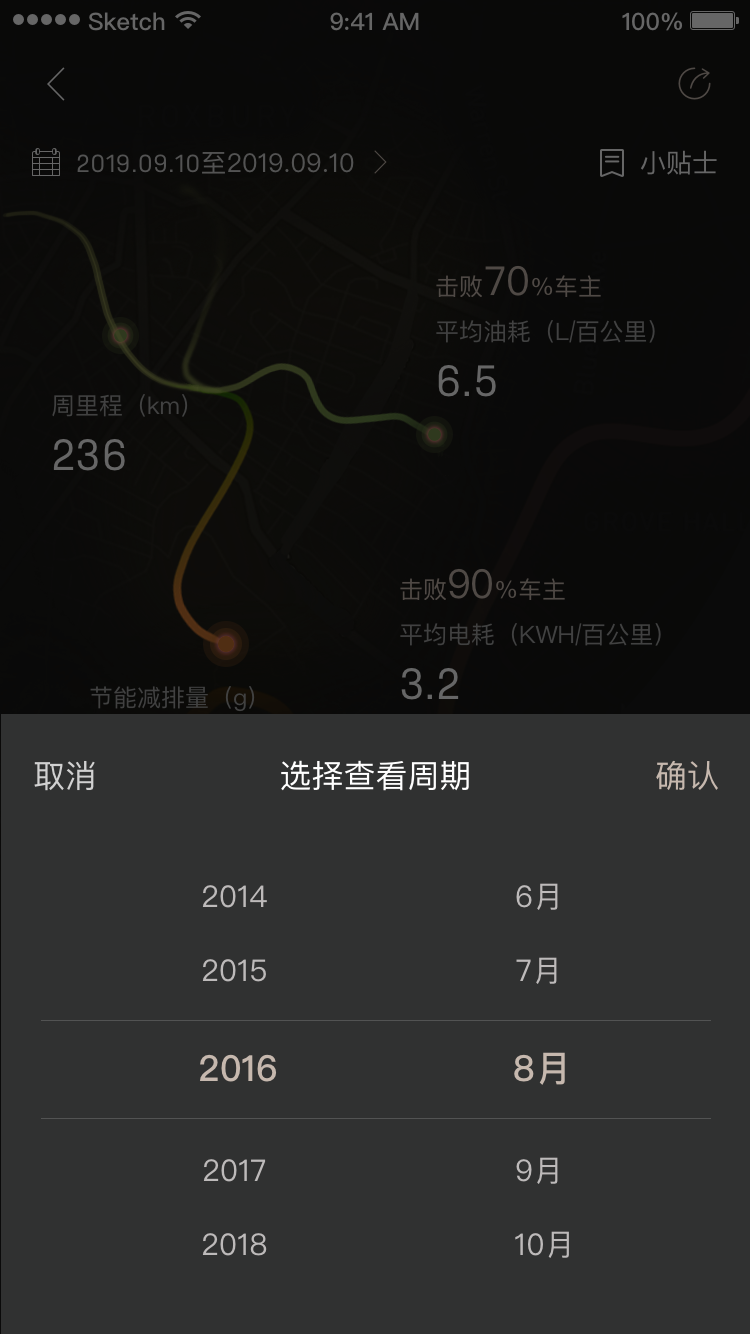 Sketch 9:41 AM 100%
2019.09.10至2019.09.10 小贴士
击败70%车主
平均油耗（L/百公里）
6.5
周里程（km）
236
击败90%车主
平均电耗（KWH/百公里）
3.2
节能减排量（g）
取消 选择查看周期 确认
2014 6月
2015 7月
2016 8月
2017 9月
2018 10月